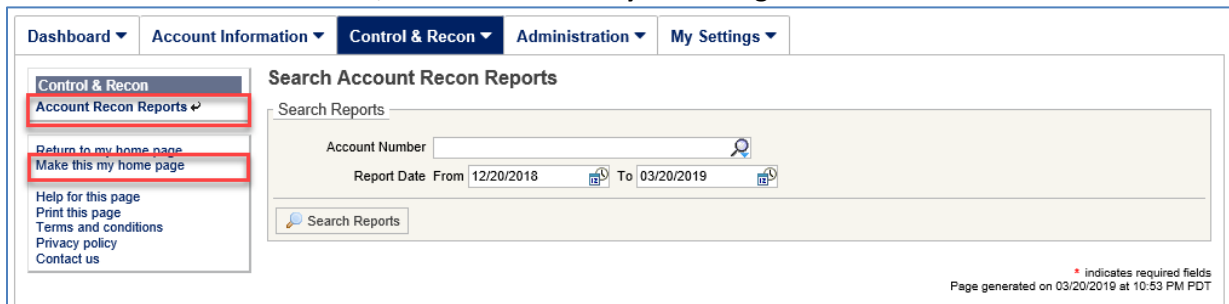 Dashboard ▼ Account Information ▼ Control & Recon ▼ Administration ▼ My Settings ▼
Control & Recon
Account Recon Reports
Return to my home page
Make this my home page
Help for this page
Print this page
Terms and conditions
Privacy policy
Contact us
Search Account Recon Reports
Search Reports
Account Number
Report Date From 12/20/2018 To 03/20/2019
Search Reports
* indicates required fields
Page generated on 03/20/2019 at 10:53 PM PDT